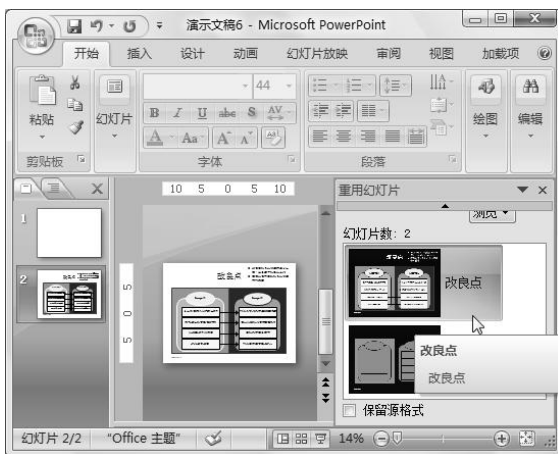 演示文稿6 - Microsoft PowerPoint
开始 插入 设计 动画 幻灯片放映 审阅 视图 加载项
44
粘贴 幻灯片 B I U abc S AV 绘图 编辑
A Aa A A
剪贴板 字体 段落
10 5 0 5 10 重用幻灯片
浏览
1 幻灯片数: 2
改良点
2 改良点
5 0 5
改良点
改良点
保留源格式
幻灯片 2/2 "Office 主题" 14%